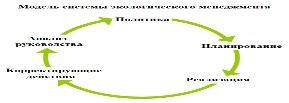 Модель системы экологического менеджмента
Политика
Анализ
руководства
Планирование
Корректирующие
действия
Реализация